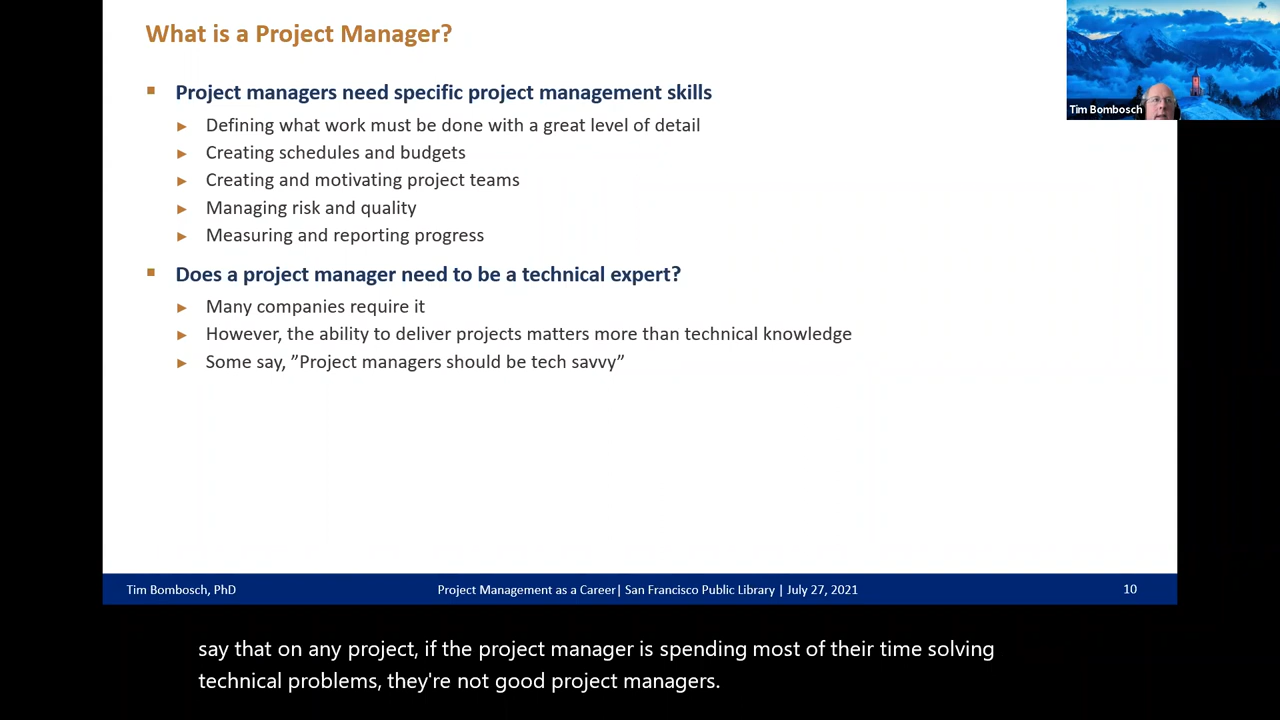 What is a Project Manager?
Project managers need specific project management skills
Defining what work must be done with a great level of detail
Creating schedules and budgets
Creating and motivating project teams
Managing risk and quality
Measuring and reporting progress
Does a project manager need to be a technical expert?
Many companies require it
However, the ability to deliver projects matters more than technical knowledge
Some say, ”Project managers should be tech savvy”
Tim Bombosch
Tim Bombosch, PhD
Project Management as a Career| San Francisco Public Library | July 27, 2021
10
say that on any project, if the project manager is spending most of their time solving
technical problems, they're not good project managers.